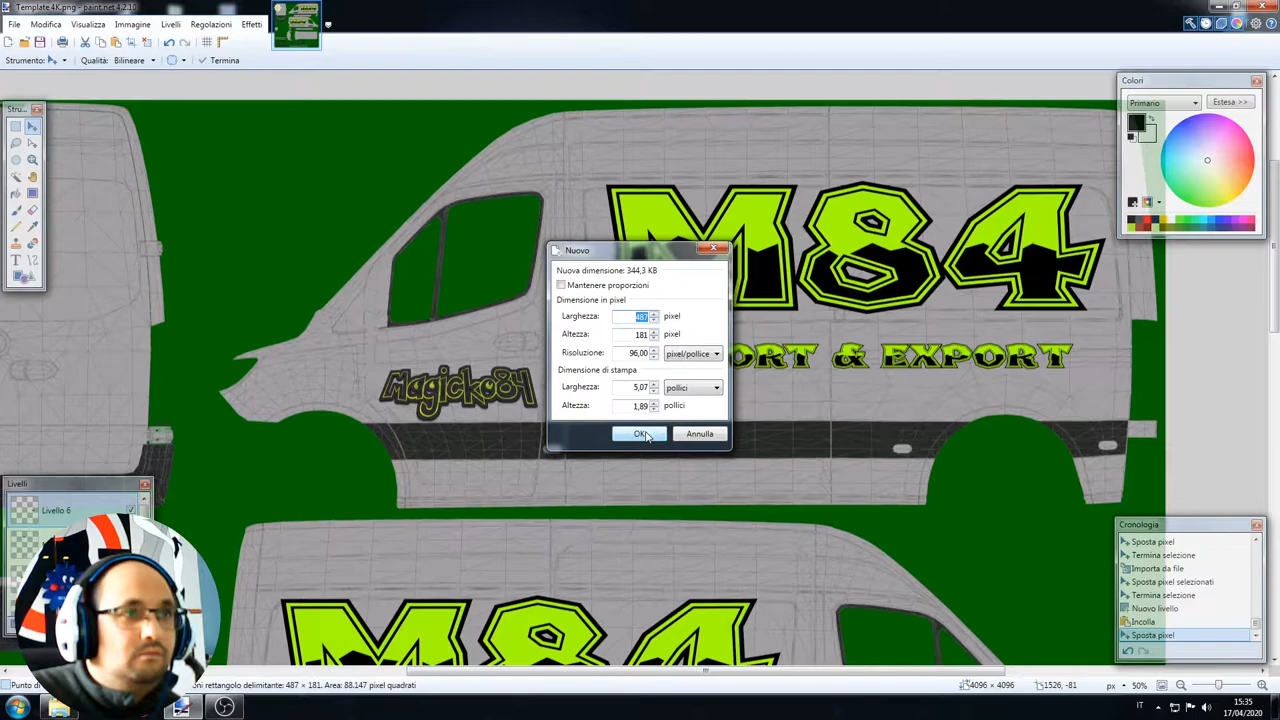 Template 4K.png - paint.net 4.2.10
File Modifica Visualizza Immagine Livelli Regolazioni Effetti
Strumento: Qualità: Bilineare Termina
Stru...
Colori
Primario Estesa >>
M84
Nuovo
Nuova dimensione: 344,3 KB
Mantenere proporzioni
Dimensione in pixel
Larghezza: 487 pixel
Altezza: 181 pixel
Risoluzione: 96,00 pixel/pollice
Dimensione di stampa
Larghezza: 5,07 pollici
Altezza: 1,89 pollici
OK Annulla
ORT & EXPORT
Magicko84
Livelli
Livello 6
Cronologia
Sposta pixel
Termina selezione
Importa da file
Sposta pixel selezionati
Termina selezione
Nuovo livello
Incolla
Sposta pixel
M84
Punto di
oni rettangolo delimitante: 487 × 181. Area: 88.147 pixel quadrati
4096 × 4096 1526, -81 px 50%
IT 15:35
17/04/2020